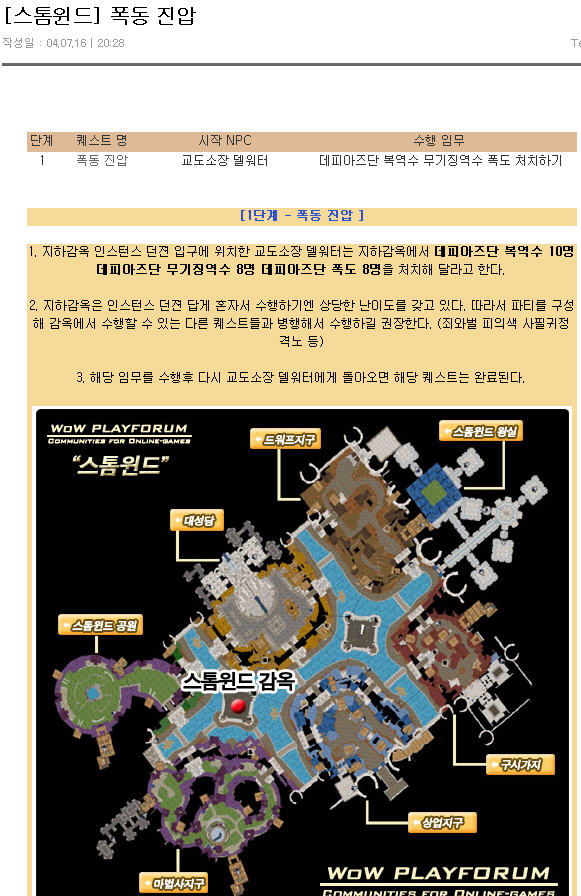 [스톰윈드] 폭동 진압
작성일 : 04.07.16 | 20:28
단계 퀘스트 명 시작 NPC 수행 임무
1 폭동 진압 교도소장 델워터 데피아즈단 복역수 무기징역수 폭도 처치하기
[1단계 - 폭동 진압 ]
1. 지하감옥 인스턴스 던젼 입구에 위치한 교도소장 델워터는 지하감옥에서 데피아즈단 복역수 10명
데피아즈단 무기징역수 8명 데피아즈단 폭도 8명을 처치해 달라고 한다.
2. 지하감옥은 인스턴스 던젼 답게 혼자서 수행하기엔 상당한 난이도를 갖고 있다. 따라서 파티를 구성
해 감옥에서 수행할 수 있는 다른 퀘스트들과 병행해서 수행하길 권장한다. (죄와벌 피의색 사필귀정
격노 등)
3. 해당 임무를 수행후 다시 교도소장 델워터에게 돌아오면 해당 퀘스트는 완료된다.
WoW PLAYFORUM
COMMUNITIES FOR ONLINE-GAMES
"스톰윈드"
드워프지구
스톰윈드 왕실
대성당
스톰윈드 공원
스톰윈드 감옥
구시가지
상업지구
마법사지구
WoW PLAYFORUM
COMMUNITIES FOR ONLINE-GAMES